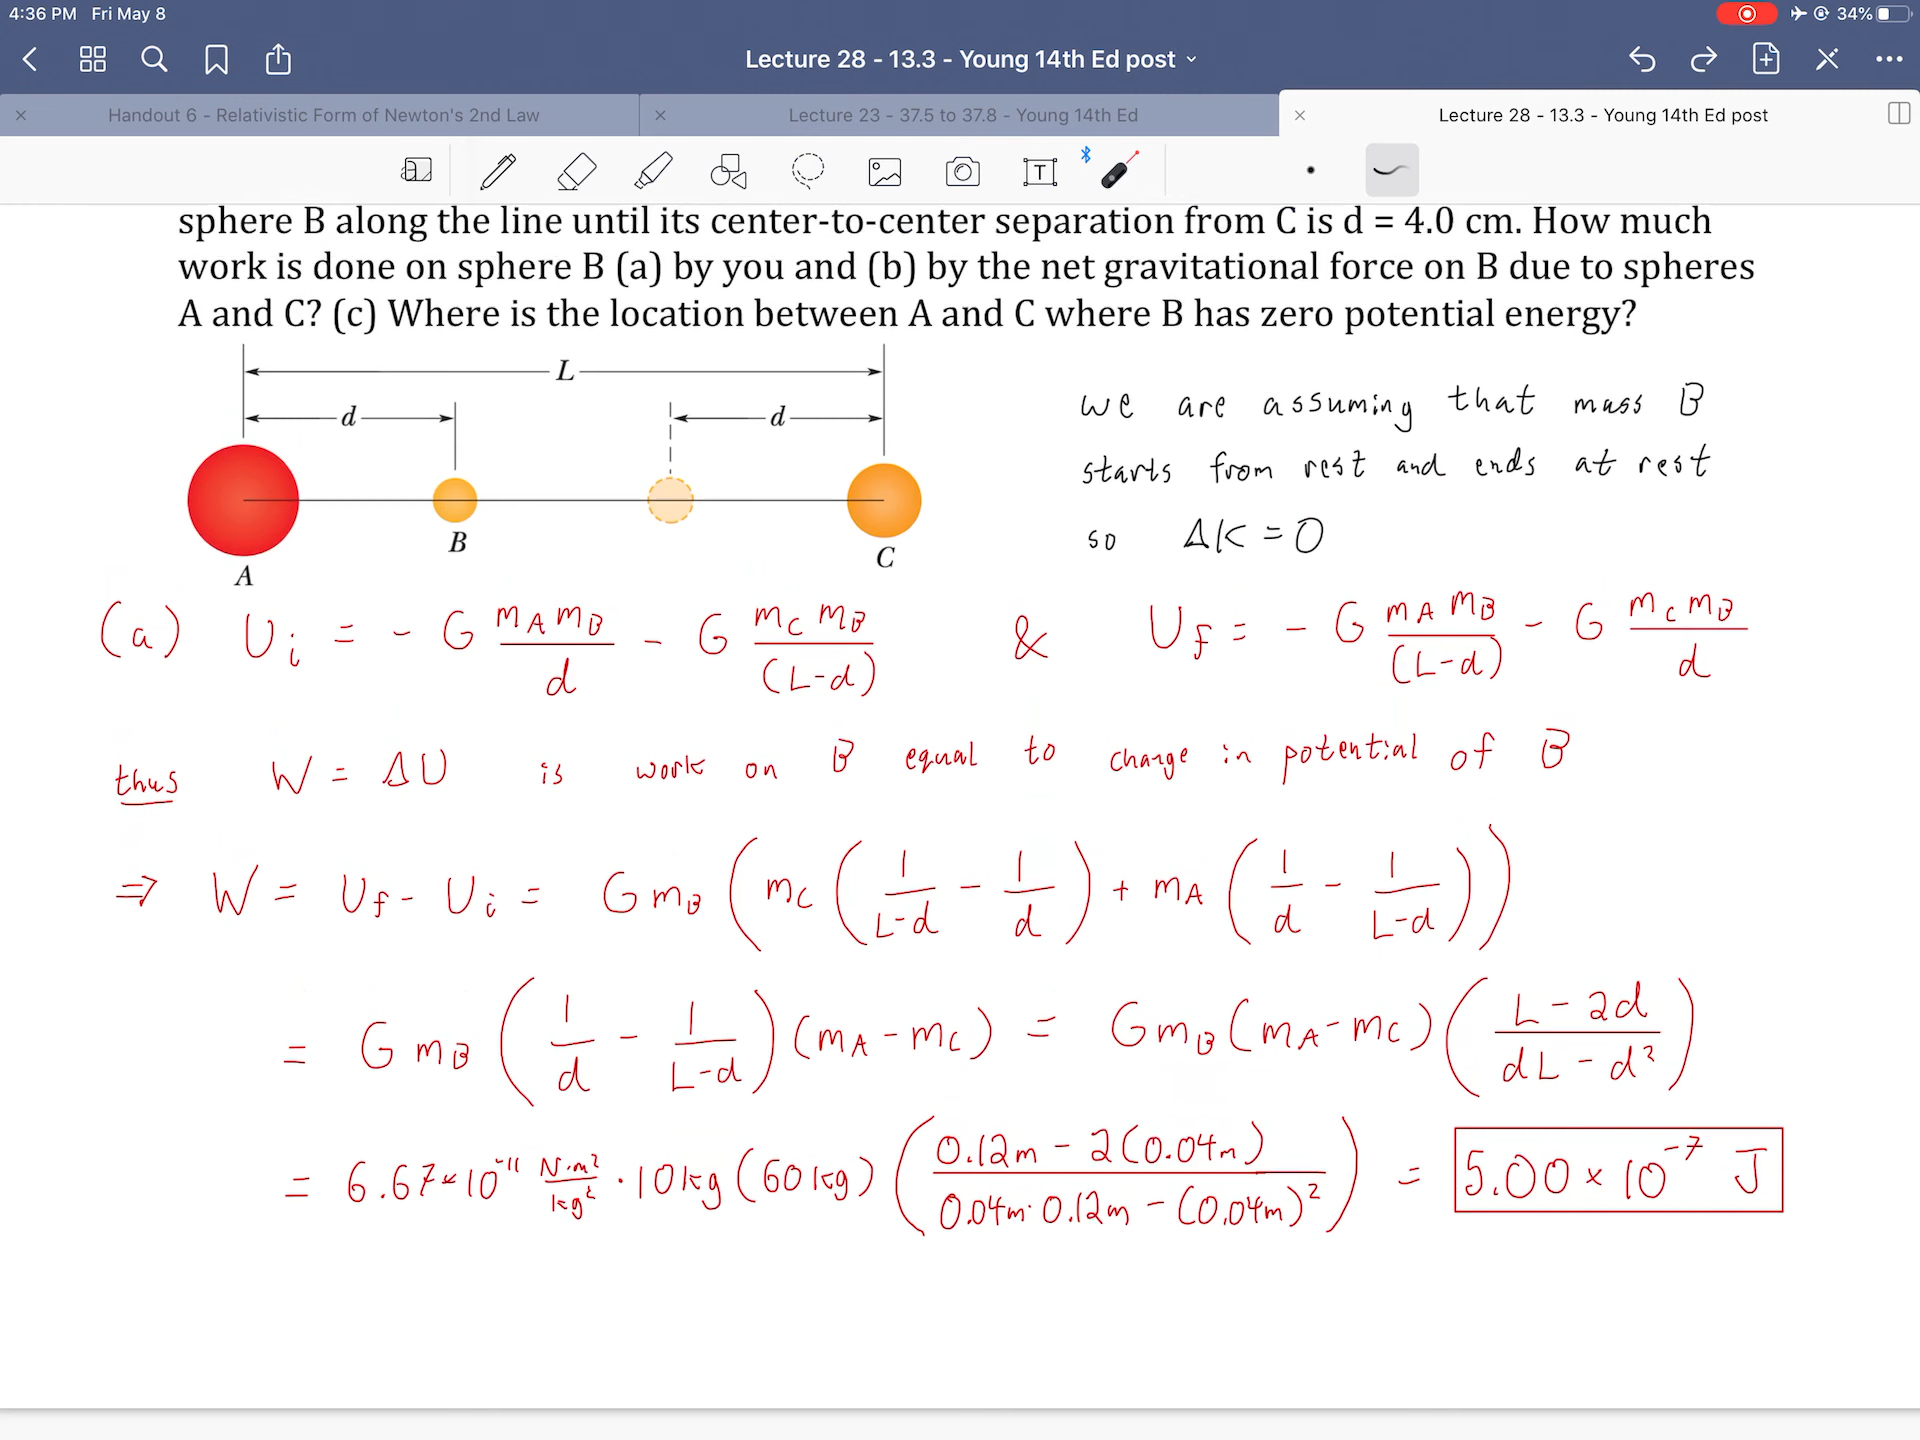 4:36 PM Fri May 8
34%
Lecture 28 - 13.3 - Young 14th Ed post
Handout 6 - Relativistic Form of Newton's 2nd Law
Lecture 23 - 37.5 to 37.8 - Young 14th Ed
Lecture 28 - 13.3 - Young 14th Ed post
sphere B along the line until its center-to-center separation from C is d = 4.0 cm. How much
work is done on sphere B (a) by you and (b) by the net gravitational force on B due to spheres
A and C? (c) Where is the location between A and C where B has zero potential energy?
L
d
d
A
B
C
we are assuming that mass B
starts from rest and ends at rest
so ΔK = 0
(a) U_i = - G m_A m_B / d - G m_C m_B / (L-d) & U_f = - G m_A m_B / (L-d) - G m_C m_B / d
thus W = ΔU is work on B equal to change in potential of B
⇒ W = U_f - U_i = G m_B ( m_C ( 1/(L-d) - 1/d ) + m_A ( 1/d - 1/(L-d) ) )
= G m_B ( 1/d - 1/(L-d) ) (m_A - m_C) = G m_B (m_A - m_C) ( (L - 2d) / (dL - d²) )
= 6.67 × 10⁻¹¹ N·m²/kg² · 10 kg (60 kg) ( (0.12m - 2(0.04m)) / (0.04m · 0.12m - (0.04m)²) ) = 5.00 × 10⁻⁷ J